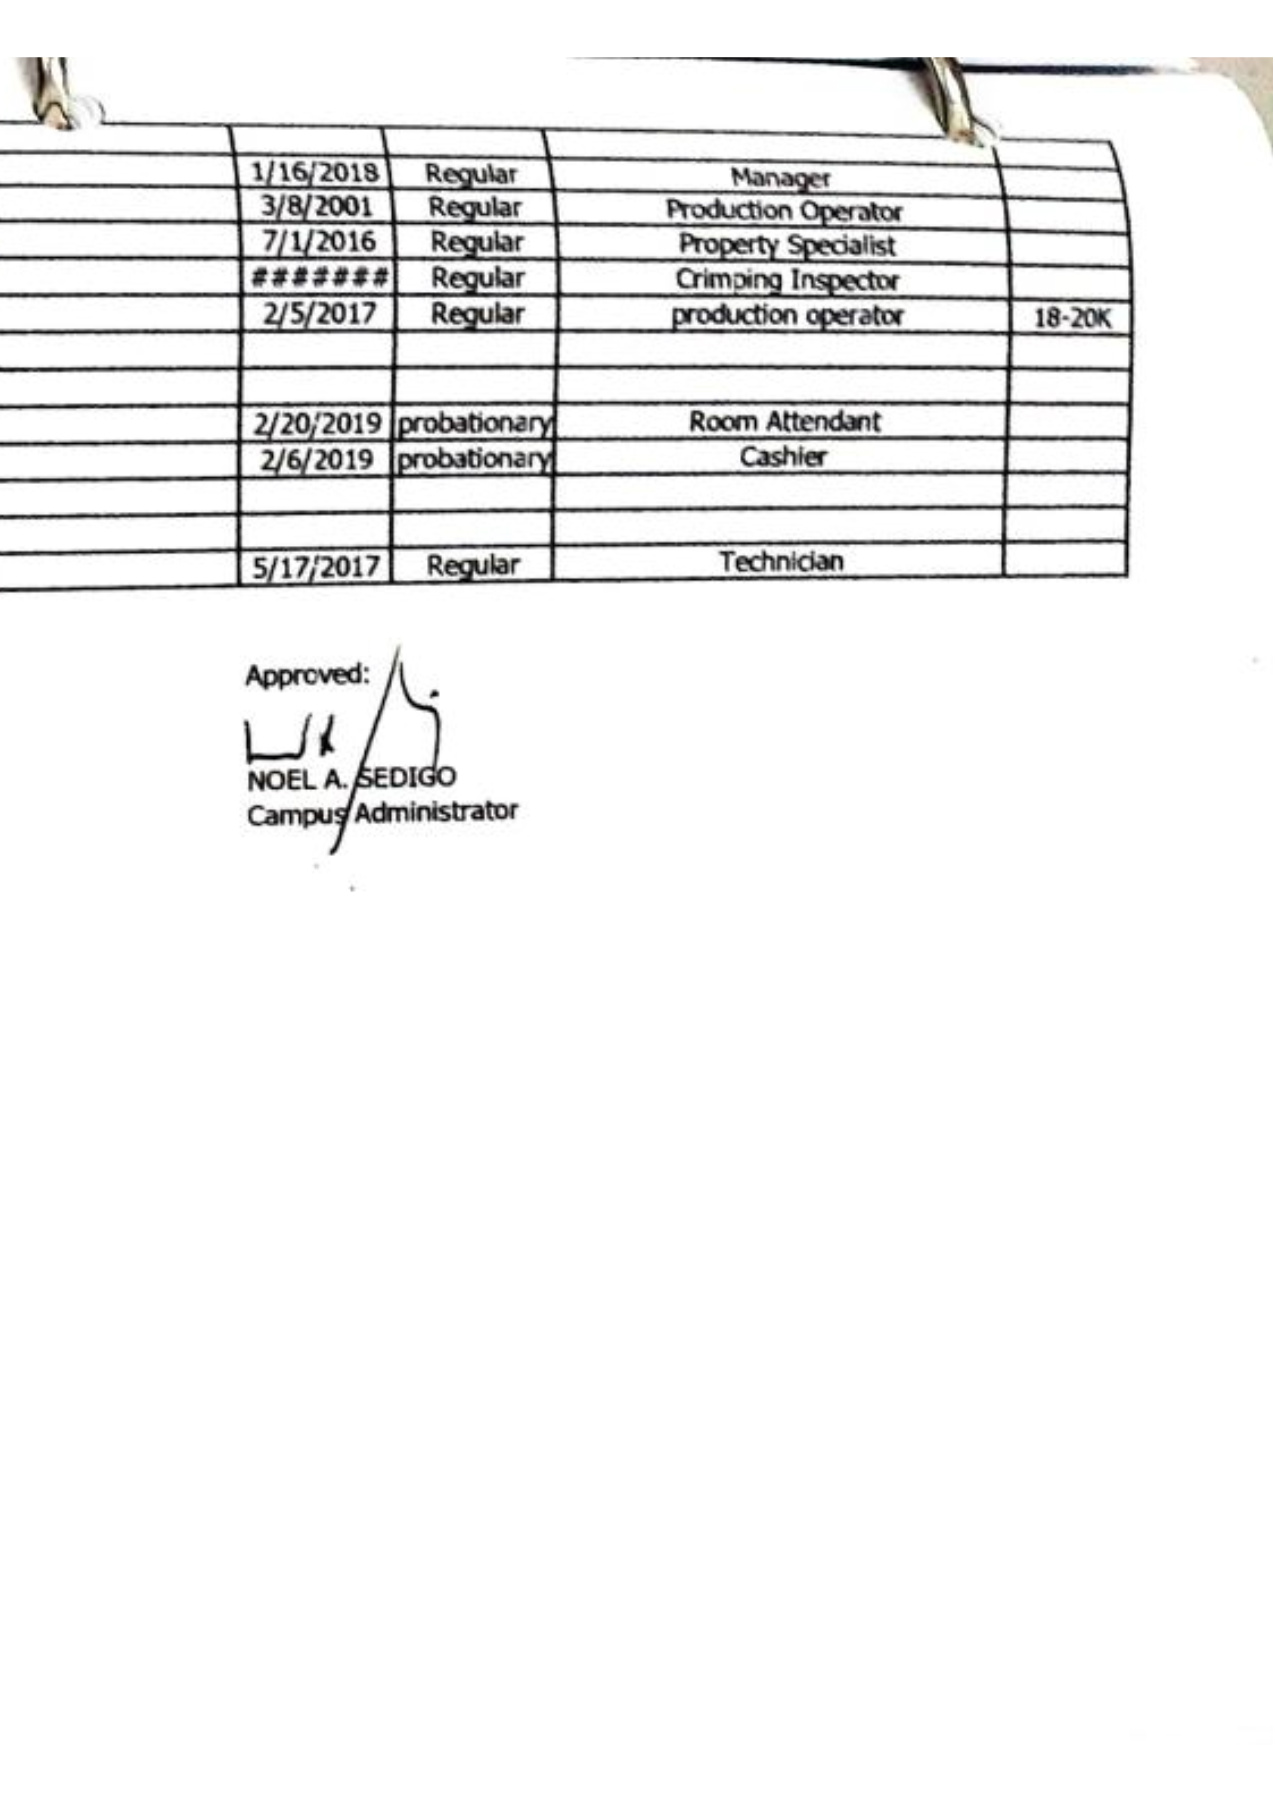 1/16/2018 Regular Manager
3/8/2001 Regular Production Operator
7/1/2016 Regular Property Specialist
####### Regular Crimping Inspector
2/5/2017 Regular production operator 18-20K
2/20/2019 probationary Room Attendant
2/6/2019 probationary Cashier
5/17/2017 Regular Technician
Approved:
NOEL A. SEDIGO
Campus Administrator